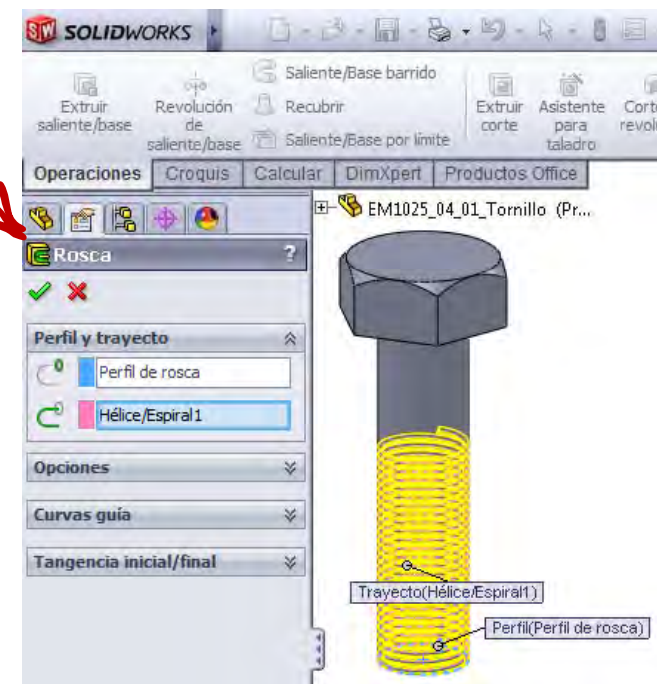 SW SOLIDWORKS
Extruir saliente/base
Revolución de saliente/base
Saliente/Base barrido
Recubrir
Saliente/Base por límite
Extruir corte
Asistente para taladro
Operaciones Croquis Calcular DimXpert Productos Office
EM1025_04_01_Tornillo (Pr...
Rosca ?
Perfil y trayecto
Perfil de rosca
Hélice/Espiral1
Opciones
Curvas guía
Tangencia inicial/final
Trayecto(Hélice/Espiral1)
Perfil(Perfil de rosca)